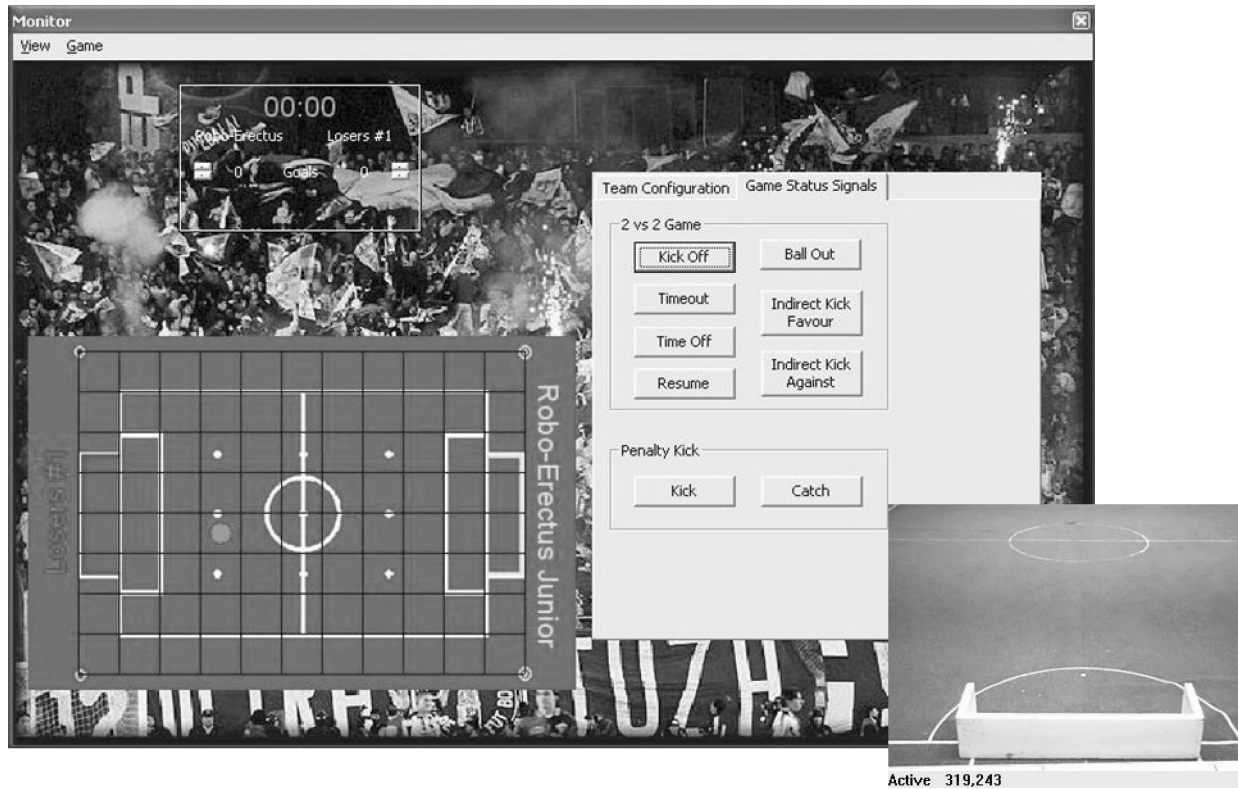 Monitor
View Game
00:00
Robo-Erectus Losers #1
0 Goals 0
Team Configuration Game Status Signals
2 vs 2 Game
Kick Off
Ball Out
Timeout
Indirect Kick
Favour
Time Off
Indirect Kick
Against
Resume
Penalty Kick
Kick
Catch
Losers #1
Robo-Erectus Junior
Active 319,243